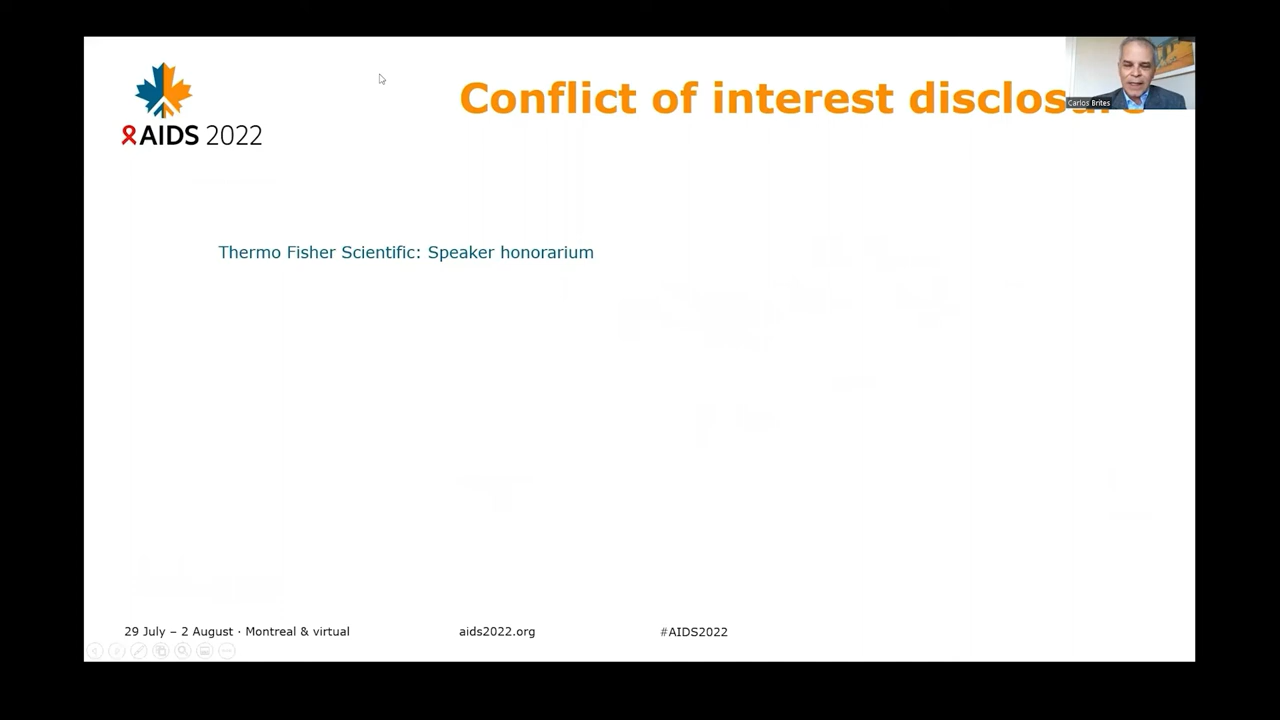 Conflict of interest disclosure
Carlos Brites
AIDS 2022
Thermo Fisher Scientific: Speaker honorarium
29 July – 2 August · Montreal & virtual
aids2022.org
#AIDS2022